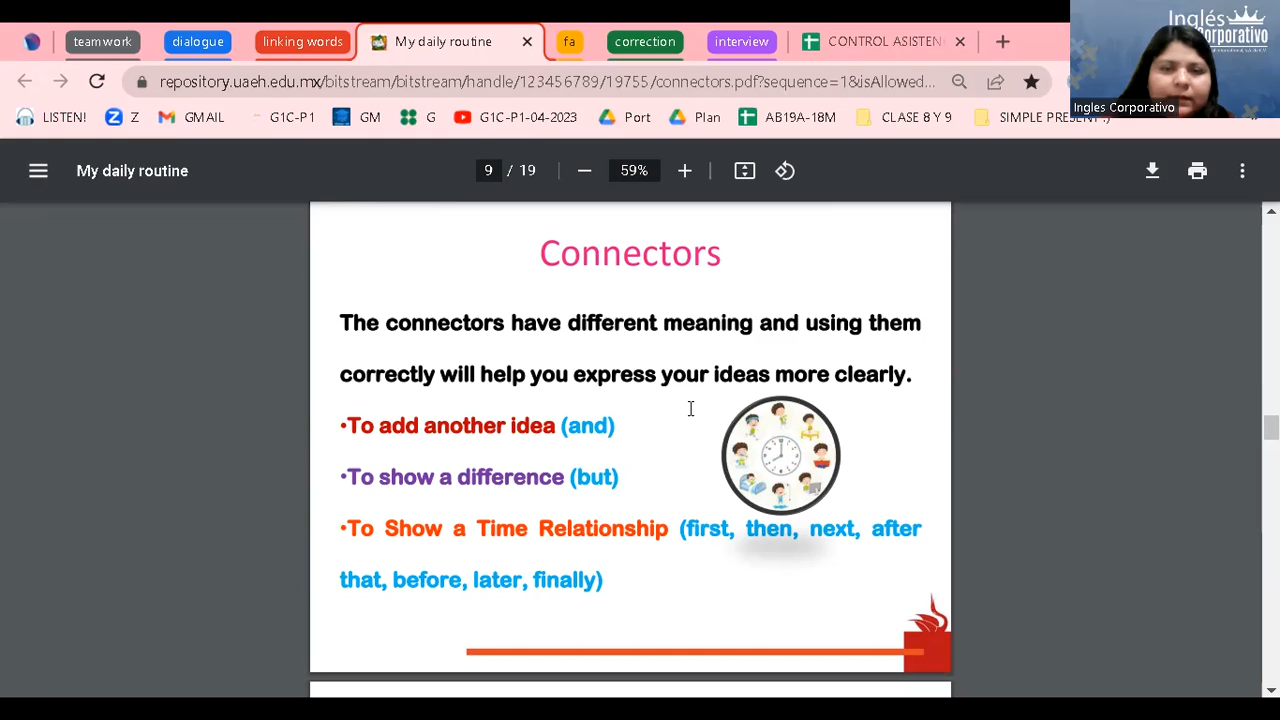 teamwork
dialogue
linking words
My daily routine
fa
correction
interview
CONTROL ASISTEN
Inglés
Corporativo
repository.uaeh.edu.mx/bitstream/bitstream/handle/123456789/19755/connectors.pdf?sequence=1&isAllowed...
Ingles Corporativo
LISTEN!
Z
GMAIL
G1C-P1
GM
G
G1C-P1-04-2023
Port
Plan
AB19A-18M
CLASE 8 Y 9
SIMPLE PRESENT :)
My daily routine
9 / 19
59%
Connectors
The connectors have different meaning and using them
correctly will help you express your ideas more clearly.
•To add another idea (and)
•To show a difference (but)
•To Show a Time Relationship (first, then, next, after
that, before, later, finally)